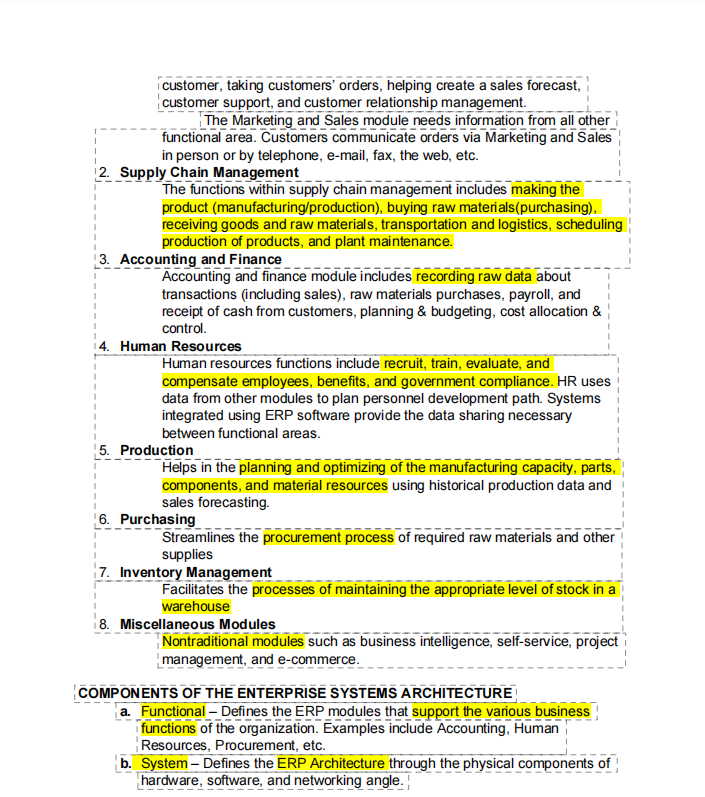 customer, taking customers' orders, helping create a sales forecast,
customer support, and customer relationship management.
The Marketing and Sales module needs information from all other
functional area. Customers communicate orders via Marketing and Sales
in person or by telephone, e-mail, fax, the web, etc.
2. Supply Chain Management
The functions within supply chain management includes making the
product (manufacturing/production), buying raw materials(purchasing),
receiving goods and raw materials, transportation and logistics, scheduling
production of products, and plant maintenance.
3. Accounting and Finance
Accounting and finance module includes recording raw data about
transactions (including sales), raw materials purchases, payroll, and
receipt of cash from customers, planning & budgeting, cost allocation &
control.
4. Human Resources
Human resources functions include recruit, train, evaluate, and
compensate employees, benefits, and government compliance. HR uses
data from other modules to plan personnel development path. Systems
integrated using ERP software provide the data sharing necessary
between functional areas.
5. Production
Helps in the planning and optimizing of the manufacturing capacity, parts,
components, and material resources using historical production data and
sales forecasting.
6. Purchasing
Streamlines the procurement process of required raw materials and other
supplies
7. Inventory Management
Facilitates the processes of maintaining the appropriate level of stock in a
warehouse
8. Miscellaneous Modules
Nontraditional modules such as business intelligence, self-service, project
management, and e-commerce.
COMPONENTS OF THE ENTERPRISE SYSTEMS ARCHITECTURE
a. Functional – Defines the ERP modules that support the various business
functions of the organization. Examples include Accounting, Human
Resources, Procurement, etc.
b. System – Defines the ERP Architecture through the physical components of
hardware, software, and networking angle.